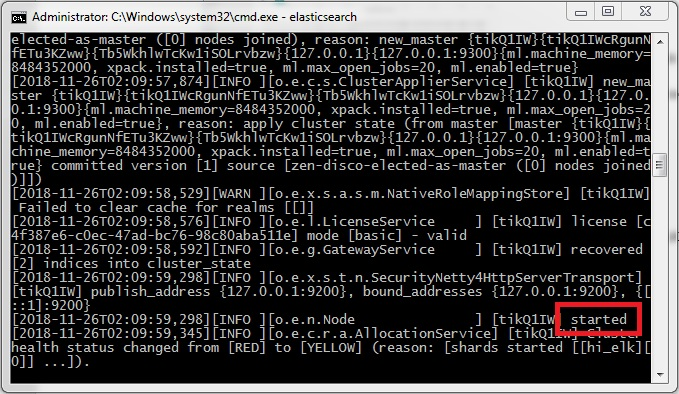 Administrator: C:\Windows\system32\cmd.exe - elasticsearch
elected-as-master ([0] nodes joined), reason: new_master {tikQ1IW}{tikQ1IWcRgunN
fETu3KZww}{Tb5WkhlwTcKw1iSOLrvbzw}{127.0.0.1}{127.0.0.1:9300}{ml.machine_memory=
8484352000, xpack.installed=true, ml.max_open_jobs=20, ml.enabled=true}
[2018-11-26T02:09:57,874][INFO ][o.e.c.s.ClusterApplierService] [tikQ1IW] new_ma
ster {tikQ1IW}{tikQ1IWcRgunNfETu3KZww}{Tb5WkhlwTcKw1iSOLrvbzw}{127.0.0.1}{127.0.
0.1:9300}{ml.machine_memory=8484352000, xpack.installed=true, ml.max_open_jobs=2
0, ml.enabled=true}, reason: apply cluster state (from master [master {tikQ1IW}{
tikQ1IWcRgunNfETu3KZww}{Tb5WkhlwTcKw1iSOLrvbzw}{127.0.0.1}{127.0.0.1:9300}{ml.ma
chine_memory=8484352000, xpack.installed=true, ml.max_open_jobs=20, ml.enabled=t
rue} committed version [1] source [zen-disco-elected-as-master ([0] nodes joined
)]])
[2018-11-26T02:09:58,529][WARN ][o.e.x.s.a.s.m.NativeRoleMappingStore] [tikQ1IW]
Failed to clear cache for realms [[]]
[2018-11-26T02:09:58,576][INFO ][o.e.l.LicenseService ] [tikQ1IW] license [c
4f387e6-c0ec-47ad-bc76-98c80aba511e] mode [basic] - valid
[2018-11-26T02:09:58,592][INFO ][o.e.g.GatewayService ] [tikQ1IW] recovered
[2] indices into cluster_state
[2018-11-26T02:09:59,298][INFO ][o.e.x.s.t.n.SecurityNetty4HttpServerTransport]
[tikQ1IW] publish_address {127.0.0.1:9200}, bound_addresses {127.0.0.1:9200}, {[
::1]:9200}
[2018-11-26T02:09:59,298][INFO ][o.e.n.Node ] [tikQ1IW] started
[2018-11-26T02:09:59,345][INFO ][o.e.c.r.a.AllocationService] [tikQ1IW] Cluster
health status changed from [RED] to [YELLOW] (reason: [shards started [[hi_elk][
0]] ...]).